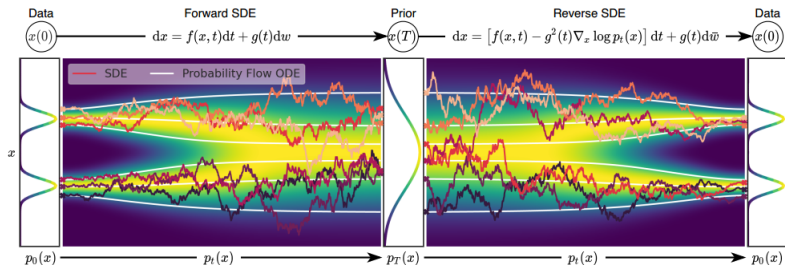 Data Forward SDE Prior Reverse SDE Data
x(0) dx = f(x, t)dt + g(t)dw x(T) dx = [f(x, t) − g²(t)∇ₓ log pₜ(x)] dt + g(t)dw̄ x(0)
SDE Probability Flow ODE
x
p₀(x) pₜ(x) p_T(x) pₜ(x) p₀(x)